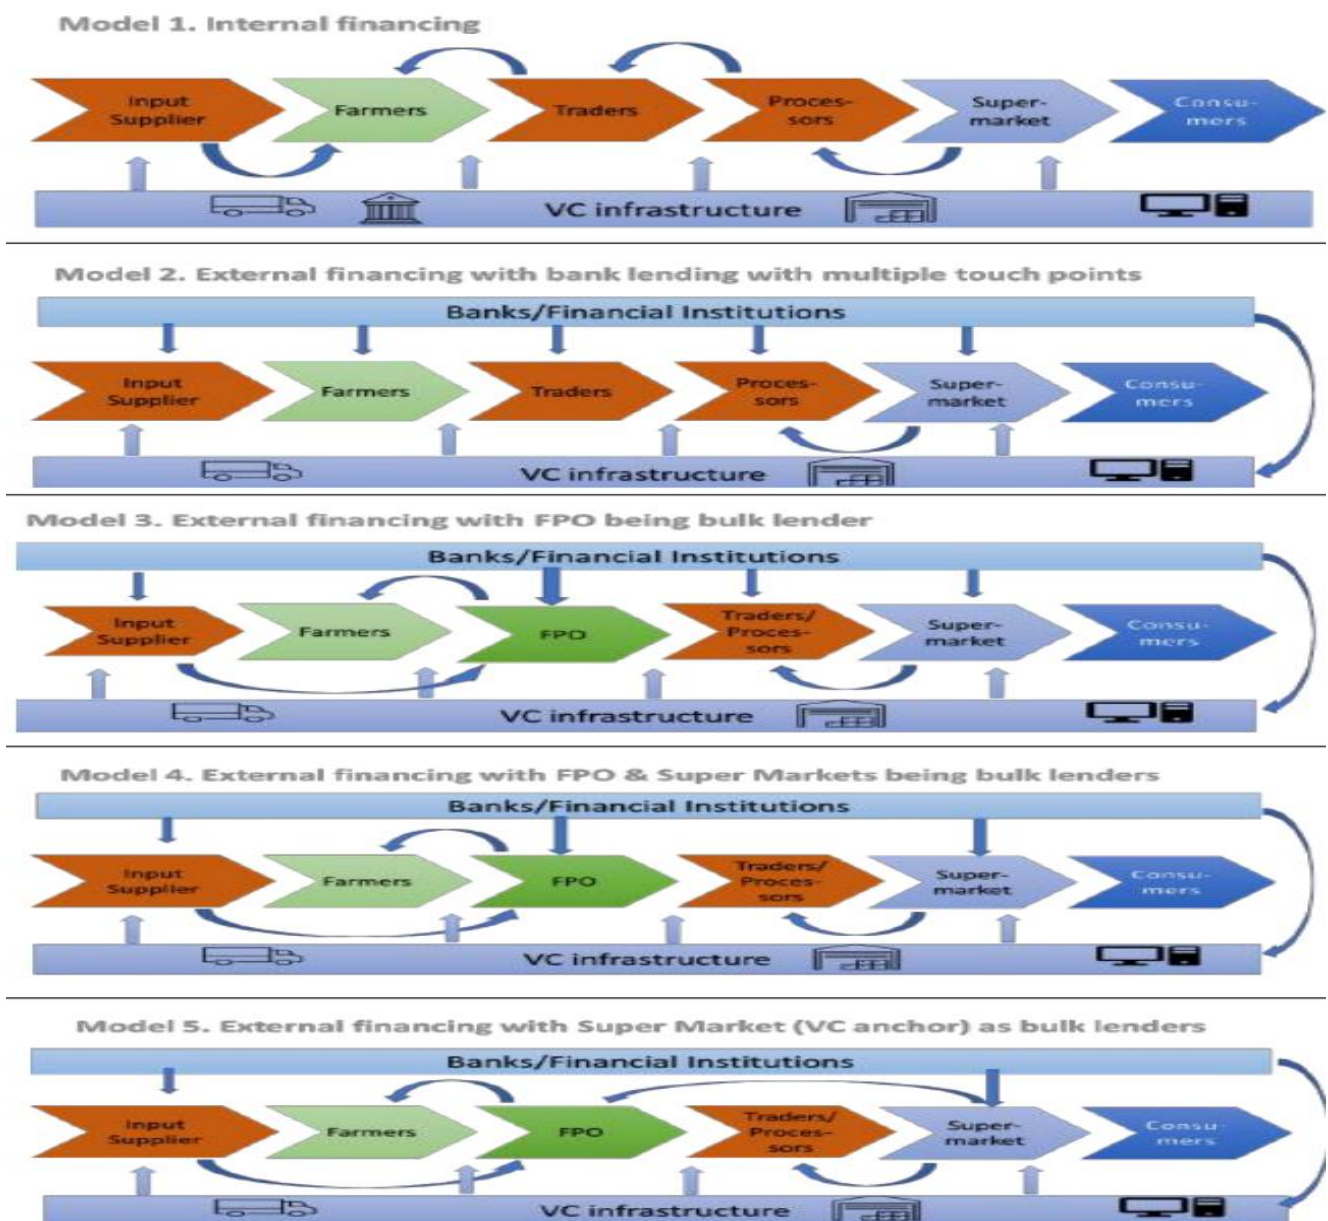 Model 1. Internal financing
Input
Supplier
Farmers
Traders
Proces-
sors
Super-
market
Consu-
mers
VC infrastructure
Model 2. External financing with bank lending with multiple touch points
Banks/Financial Institutions
Input
Supplier
Farmers
Traders
Proces-
sors
Super-
market
Consu-
mers
VC infrastructure
Model 3. External financing with FPO being bulk lender
Banks/Financial Institutions
Input
Supplier
Farmers
FPO
Traders/
Proces-
sors
Super-
market
Consu-
mers
VC infrastructure
Model 4. External financing with FPO & Super Markets being bulk lenders
Banks/Financial Institutions
Input
Supplier
Farmers
FPO
Traders/
Proces-
sors
Super-
market
Consu-
mers
VC infrastructure
Model 5. External financing with Super Market (VC anchor) as bulk lenders
Banks/Financial Institutions
Input
Supplier
Farmers
FPO
Traders/
Proces-
sors
Super-
market
Consu-
mers
VC infrastructure